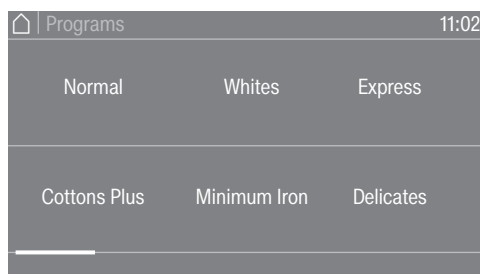 Programs 11:02
Normal Whites Express
Cottons Plus Minimum Iron Delicates